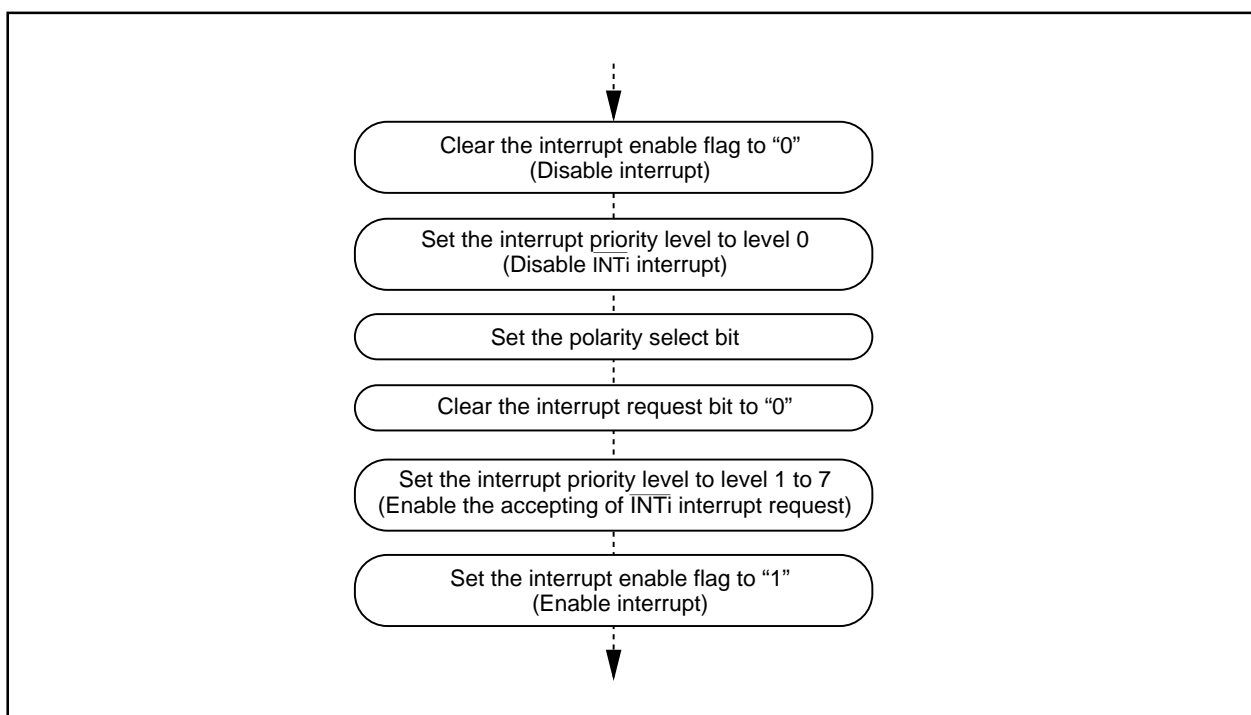 Clear the interrupt enable flag to “0”
(Disable interrupt)
Set the interrupt priority level to level 0
(Disable I̅N̅T̅i̅ interrupt)
Set the polarity select bit
Clear the interrupt request bit to “0”
Set the interrupt priority level to level 1 to 7
(Enable the accepting of I̅N̅T̅i̅ interrupt request)
Set the interrupt enable flag to “1”
(Enable interrupt)